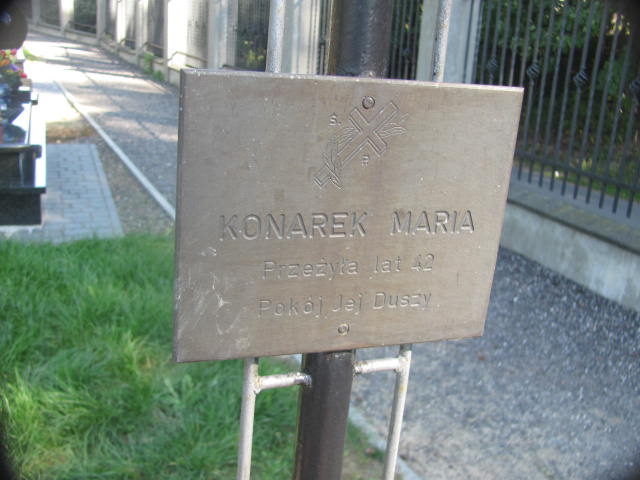 Ś. P.
KONAREK MARIA
Przeżyła lat 42
Pokój Jej Duszy